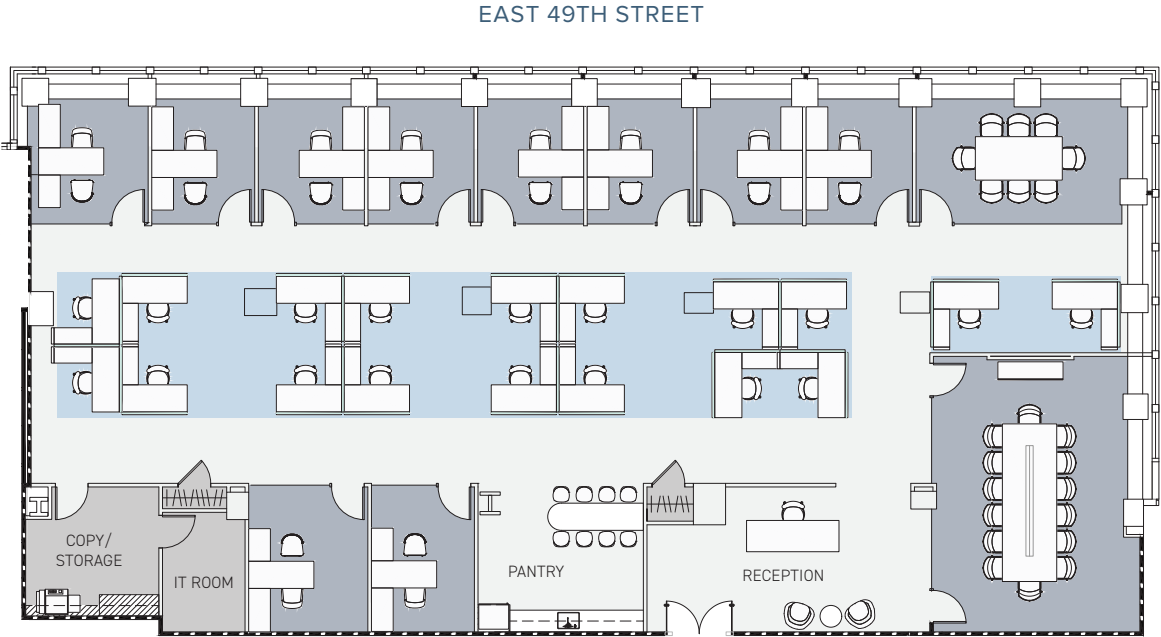 EAST 49TH STREET
COPY/
STORAGE
IT ROOM
PANTRY
RECEPTION